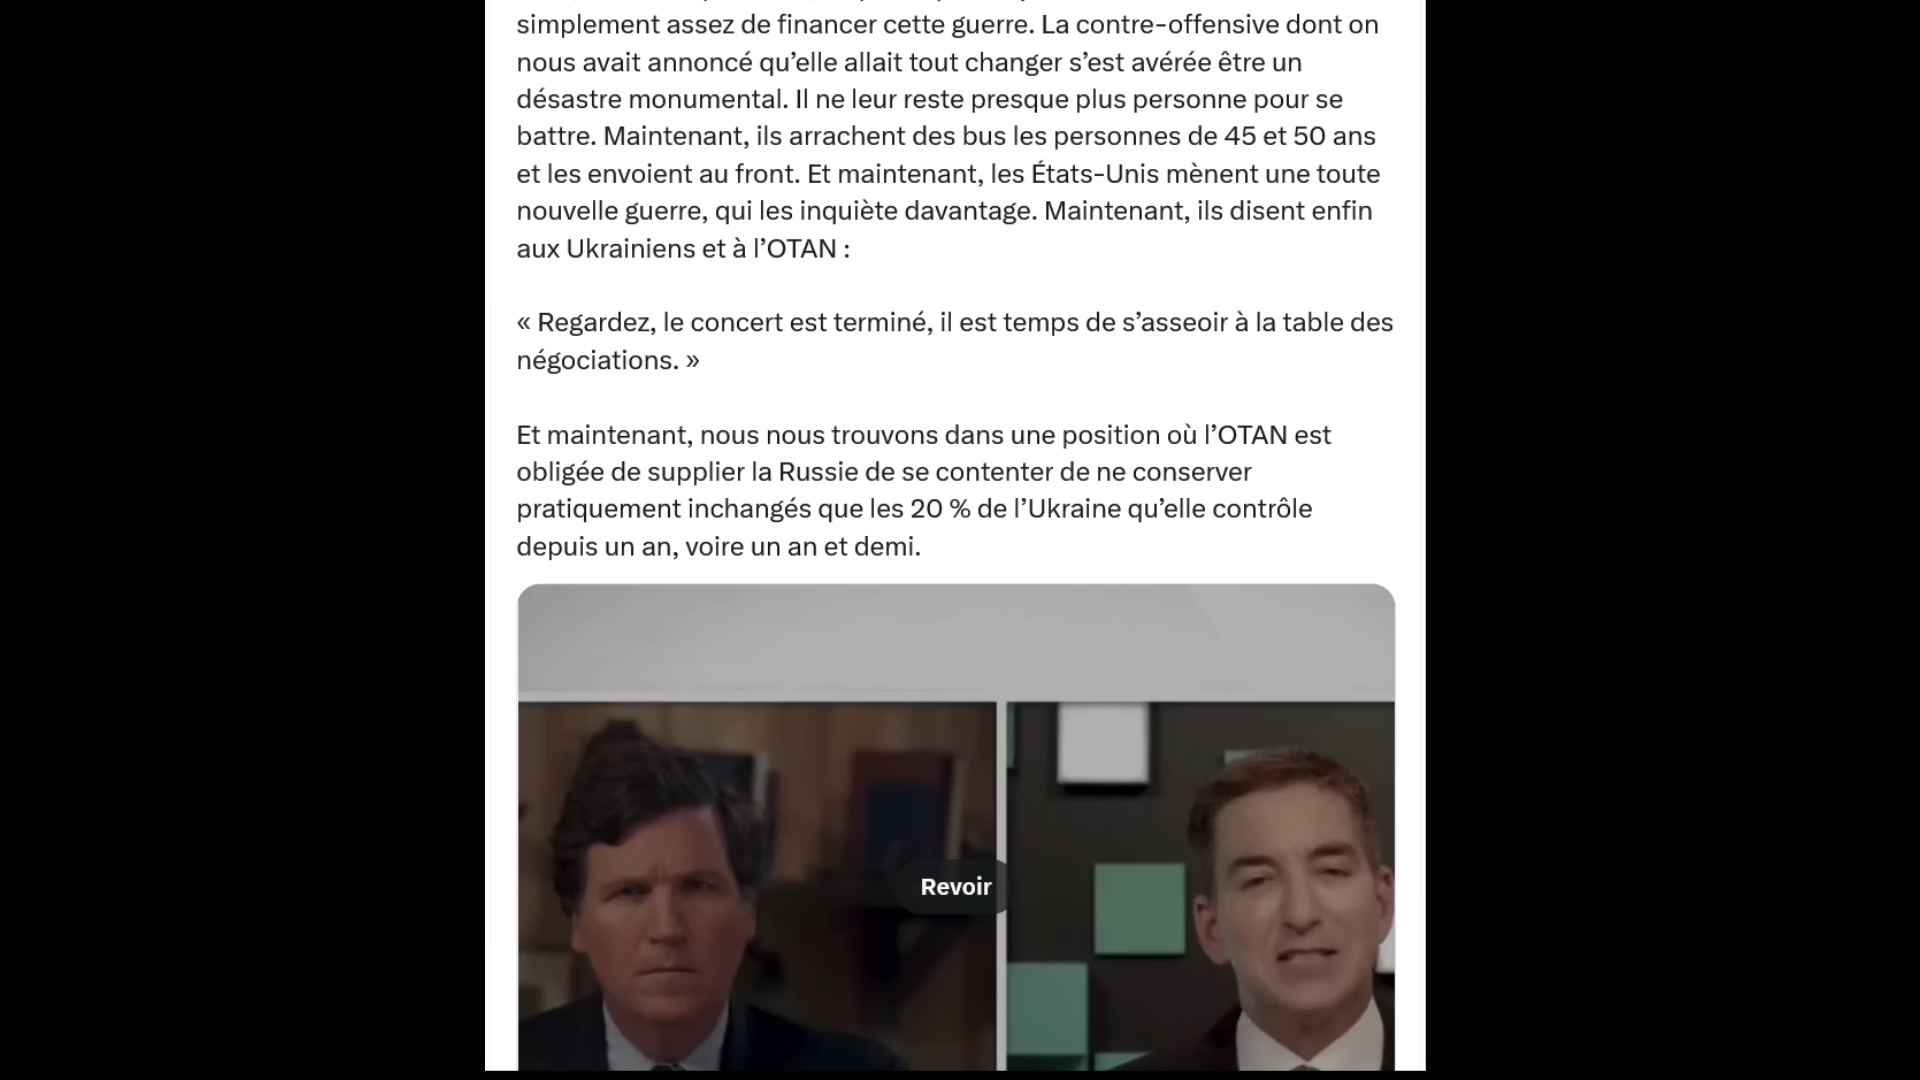 simplement assez de financer cette guerre. La contre-offensive dont on
nous avait annoncé qu’elle allait tout changer s’est avérée être un
désastre monumental. Il ne leur reste presque plus personne pour se
battre. Maintenant, ils arrachent des bus les personnes de 45 et 50 ans
et les envoient au front. Et maintenant, les États-Unis mènent une toute
nouvelle guerre, qui les inquiète davantage. Maintenant, ils disent enfin
aux Ukrainiens et à l’OTAN :
« Regardez, le concert est terminé, il est temps de s’asseoir à la table des
négociations. »
Et maintenant, nous nous trouvons dans une position où l’OTAN est
obligée de supplier la Russie de se contenter de ne conserver
pratiquement inchangés que les 20 % de l’Ukraine qu’elle contrôle
depuis un an, voire un an et demi.
Revoir